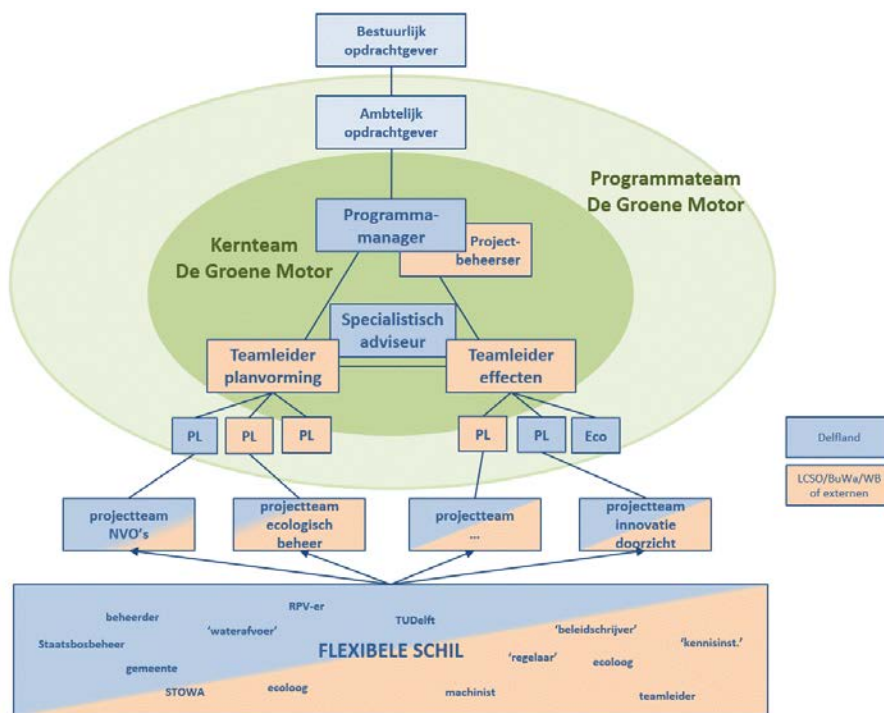 Bestuurlijk
opdrachtgever
Ambtelijk
opdrachtgever
Programmateam
De Groene Motor
Programma-
manager
Kernteam
De Groene Motor
Project-
beheerser
Specialistisch
adviseur
Teamleider
planvorming
Teamleider
effecten
PL
PL
PL
PL
PL
Eco
Delfland
LCSO/BuWa/WB
of externen
projectteam
NVO's
projectteam
ecologisch
beheer
projectteam
...
projectteam
innovatie
doorzicht
RPV-er
beheerder
TUDelft
'waterafvoer'
'beleidschrijver'
Staatsbosbeheer
'kennisinst.'
FLEXIBELE SCHIL
'regelaar'
ecoloog
gemeente
STOWA
ecoloog
machinist
teamleider